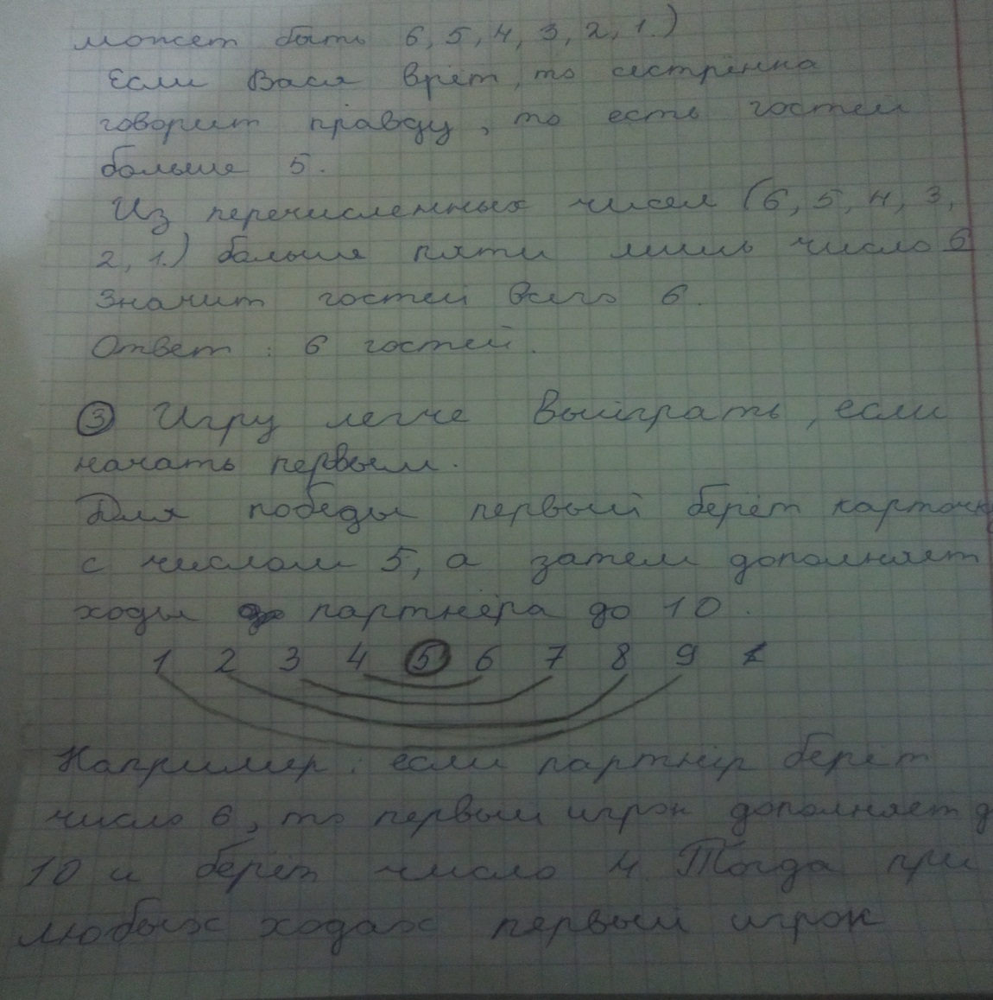 может быть 6, 5, 4, 3, 2, 1.)
Если Вася врёт, то сестрёнка
говорит правду, то есть гостей
больше 5.
Из перечисленных чисел (6, 5, 4, 3,
2, 1.) больше пяти лишь число 6
Значит гостей всего 6.
Ответ: 6 гостей.
③ Игру легче выиграть, если
начать первым.
Для победы первый берёт карточку
с числом 5, а затем дополняет
ходы партнёра до 10.
1 2 3 4 5 6 7 8 9
Например: если партнёр берёт
число 6, то первый игрок дополняет д
10 и берёт число 4. Тогда при
любых ходах первый игрок